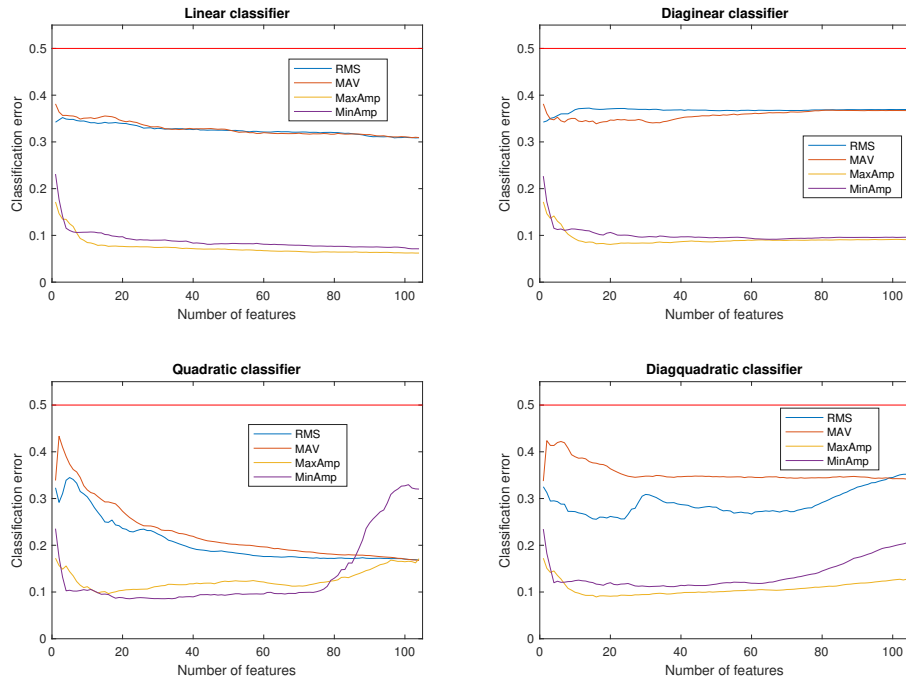 Linear classifier
0.5
0.4
0.3
0.2
0.1
0
0 20 40 60 80 100
Classification error
Number of features
RMS
MAV
MaxAmp
MinAmp
Diaginear classifier
0.5
0.4
0.3
0.2
0.1
0
0 20 40 60 80 100
Classification error
Number of features
RMS
MAV
MaxAmp
MinAmp
Quadratic classifier
0.5
0.4
0.3
0.2
0.1
0
0 20 40 60 80 100
Classification error
Number of features
RMS
MAV
MaxAmp
MinAmp
Diagquadratic classifier
0.5
0.4
0.3
0.2
0.1
0
0 20 40 60 80 100
Classification error
Number of features
RMS
MAV
MaxAmp
MinAmp